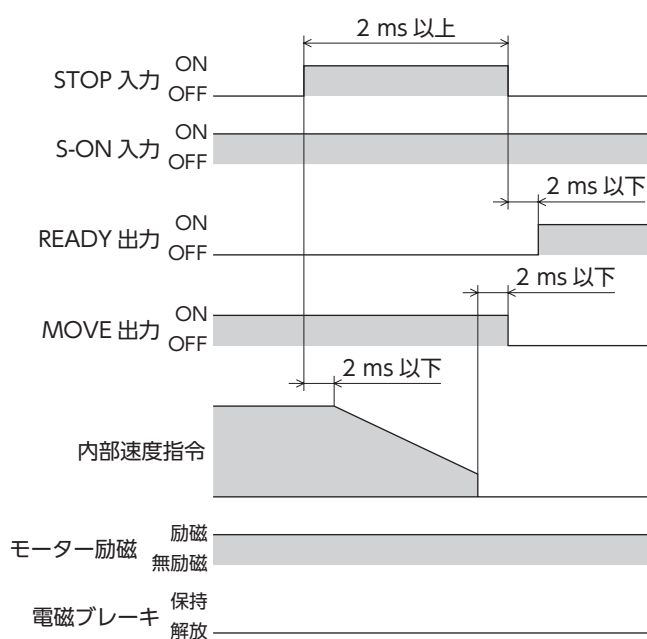 2 ms 以上
STOP 入力 ON
OFF
S-ON 入力 ON
OFF
2 ms 以下
READY 出力 ON
OFF
2 ms 以下
MOVE 出力 ON
OFF
2 ms 以下
内部速度指令
モーター励磁 励磁
無励磁
電磁ブレーキ 保持
解放